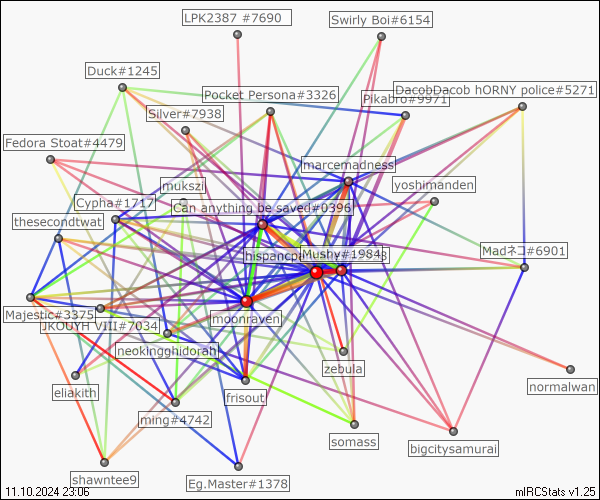 LPK2387 #7690
Swirly Boi#6154
Duck#1245
Pocket Persona#3326
DacobDacob hORNY police#5271
Pikabro#9971
Silver#7938
Fedora Stoat#4479
marcemadness
mukszi
yoshimanden
Cypha#1717
Can anything be saved#0396
thesecondtwat
Mushy#1984
Madネコ#6901
Majestic#3375
moonraven
JKOUYH VIII#7034
neokingghidorah
zebula
eliakith
frisout
normalwan
ming#4742
somass
bigcitysamurai
shawntee9
Eg.Master#1378
11.10.2024 23:06
mIRCStats v1.25